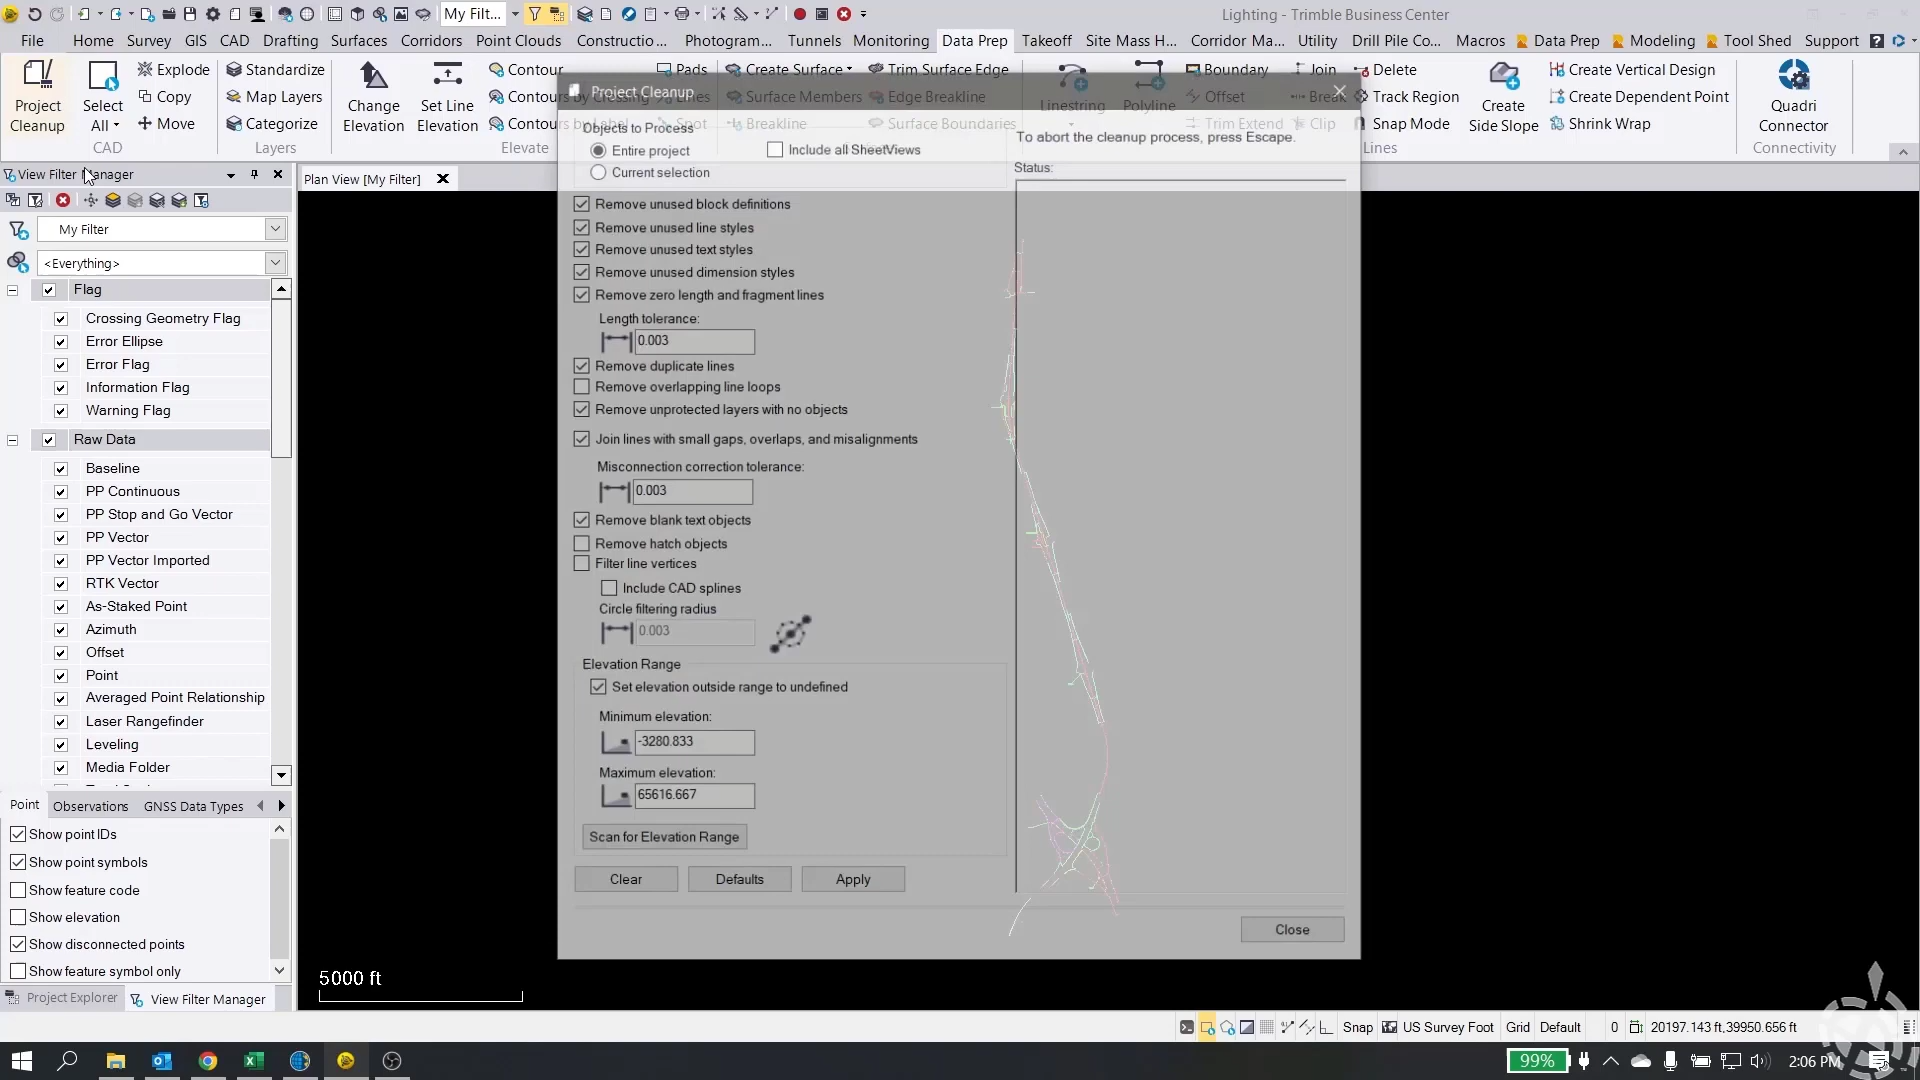 My Filt...
Lighting - Trimble Business Center
File Home Survey GIS CAD Drafting Surfaces Corridors Point Clouds Constructio... Photogram... Tunnels Monitoring Data Prep Takeoff Site Mass H... Corridor Ma... Utility Drill Pile Co... Macros Data Prep Modeling Tool Shed Support
Project Cleanup
Select All
Explode
Copy
Move
CAD
Standardize
Map Layers
Categorize
Layers
Change Elevation
Set Line Elevation
Contour
Contours by Crossing
Contours by Label
Pads
Lines
Spot
Elevate
Create Surface
Surface Members
Breakline
Trim Surface Edge
Edge Breakline
Surface Boundaries
Linestring
Polyline
Boundary
Offset
Trim Extend
Join
Break
Clip
Delete
Track Region
Snap Mode
Lines
Create Side Slope
Create Vertical Design
Create Dependent Point
Shrink Wrap
Quadri Connector
Connectivity
View Filter Manager
My Filter
<Everything>
Flag
Crossing Geometry Flag
Error Ellipse
Error Flag
Information Flag
Warning Flag
Raw Data
Baseline
PP Continuous
PP Stop and Go Vector
PP Vector
PP Vector Imported
RTK Vector
As-Staked Point
Azimuth
Offset
Point
Averaged Point Relationship
Laser Rangefinder
Leveling
Media Folder
Point Observations GNSS Data Types
Show point IDs
Show point symbols
Show feature code
Show elevation
Show disconnected points
Show feature symbol only
Project Explorer View Filter Manager
Plan View [My Filter]
5000 ft
Project Cleanup
Objects to Process
Entire project
Include all SheetViews
Current selection
To abort the cleanup process, press Escape.
Status:
Remove unused block definitions
Remove unused line styles
Remove unused text styles
Remove unused dimension styles
Remove zero length and fragment lines
Length tolerance:
0.003
Remove duplicate lines
Remove overlapping line loops
Remove unprotected layers with no objects
Join lines with small gaps, overlaps, and misalignments
Misconnection correction tolerance:
0.003
Remove blank text objects
Remove hatch objects
Filter line vertices
Include CAD splines
Circle filtering radius
0.003
Elevation Range
Set elevation outside range to undefined
Minimum elevation:
-3280.833
Maximum elevation:
65616.667
Scan for Elevation Range
Clear Defaults Apply
Close
Snap US Survey Foot Grid Default 0 20197.143 ft,39950.656 ft
99% 2:06 PM